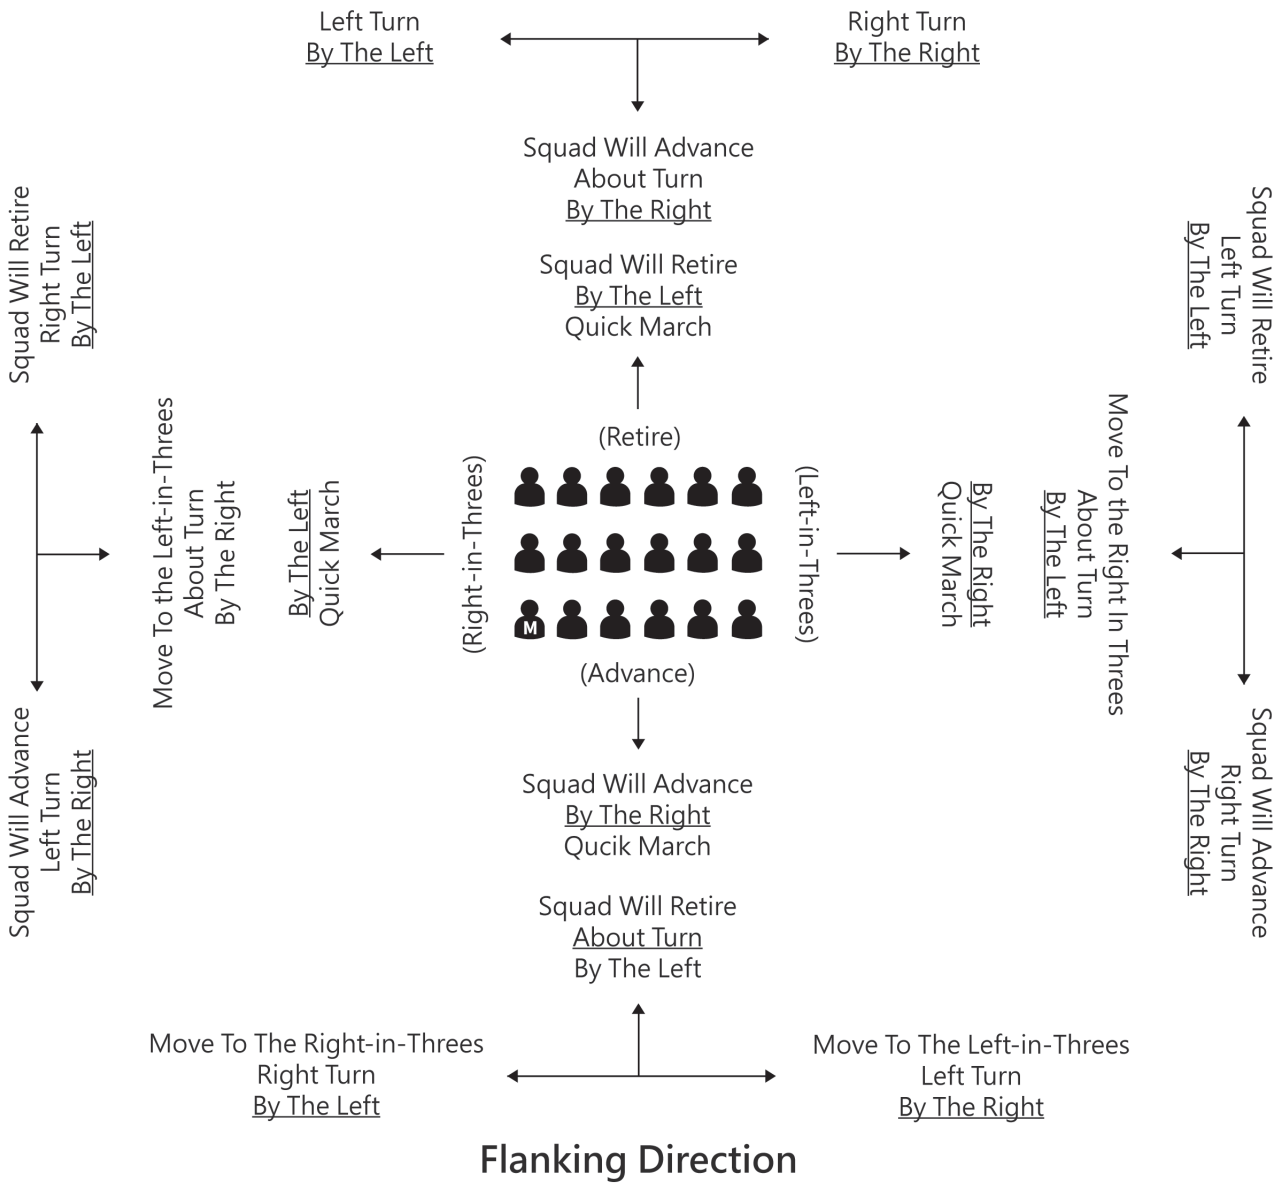 Left Turn
By The Left
Right Turn
By The Right
Squad Will Advance
About Turn
By The Right
Squad Will Retire
By The Left
Quick March
Squad Will Retire
Right Turn
By The Left
Squad Will Retire
Left Turn
By The Left
(Retire)
Move To the Left-in-Threes
About Turn
By The Right
By The Left
Quick March
(Right-in-Threes)
M
(Left-in-Threes)
By The Right
Quick March
Move To the Right In Threes
About Turn
By The Left
(Advance)
Squad Will Advance
Left Turn
By The Right
Squad Will Advance
By The Right
Qucik March
Squad Will Advance
Right Turn
By The Right
Squad Will Retire
About Turn
By The Left
Move To The Right-in-Threes
Right Turn
By The Left
Move To The Left-in-Threes
Left Turn
By The Right
Flanking Direction